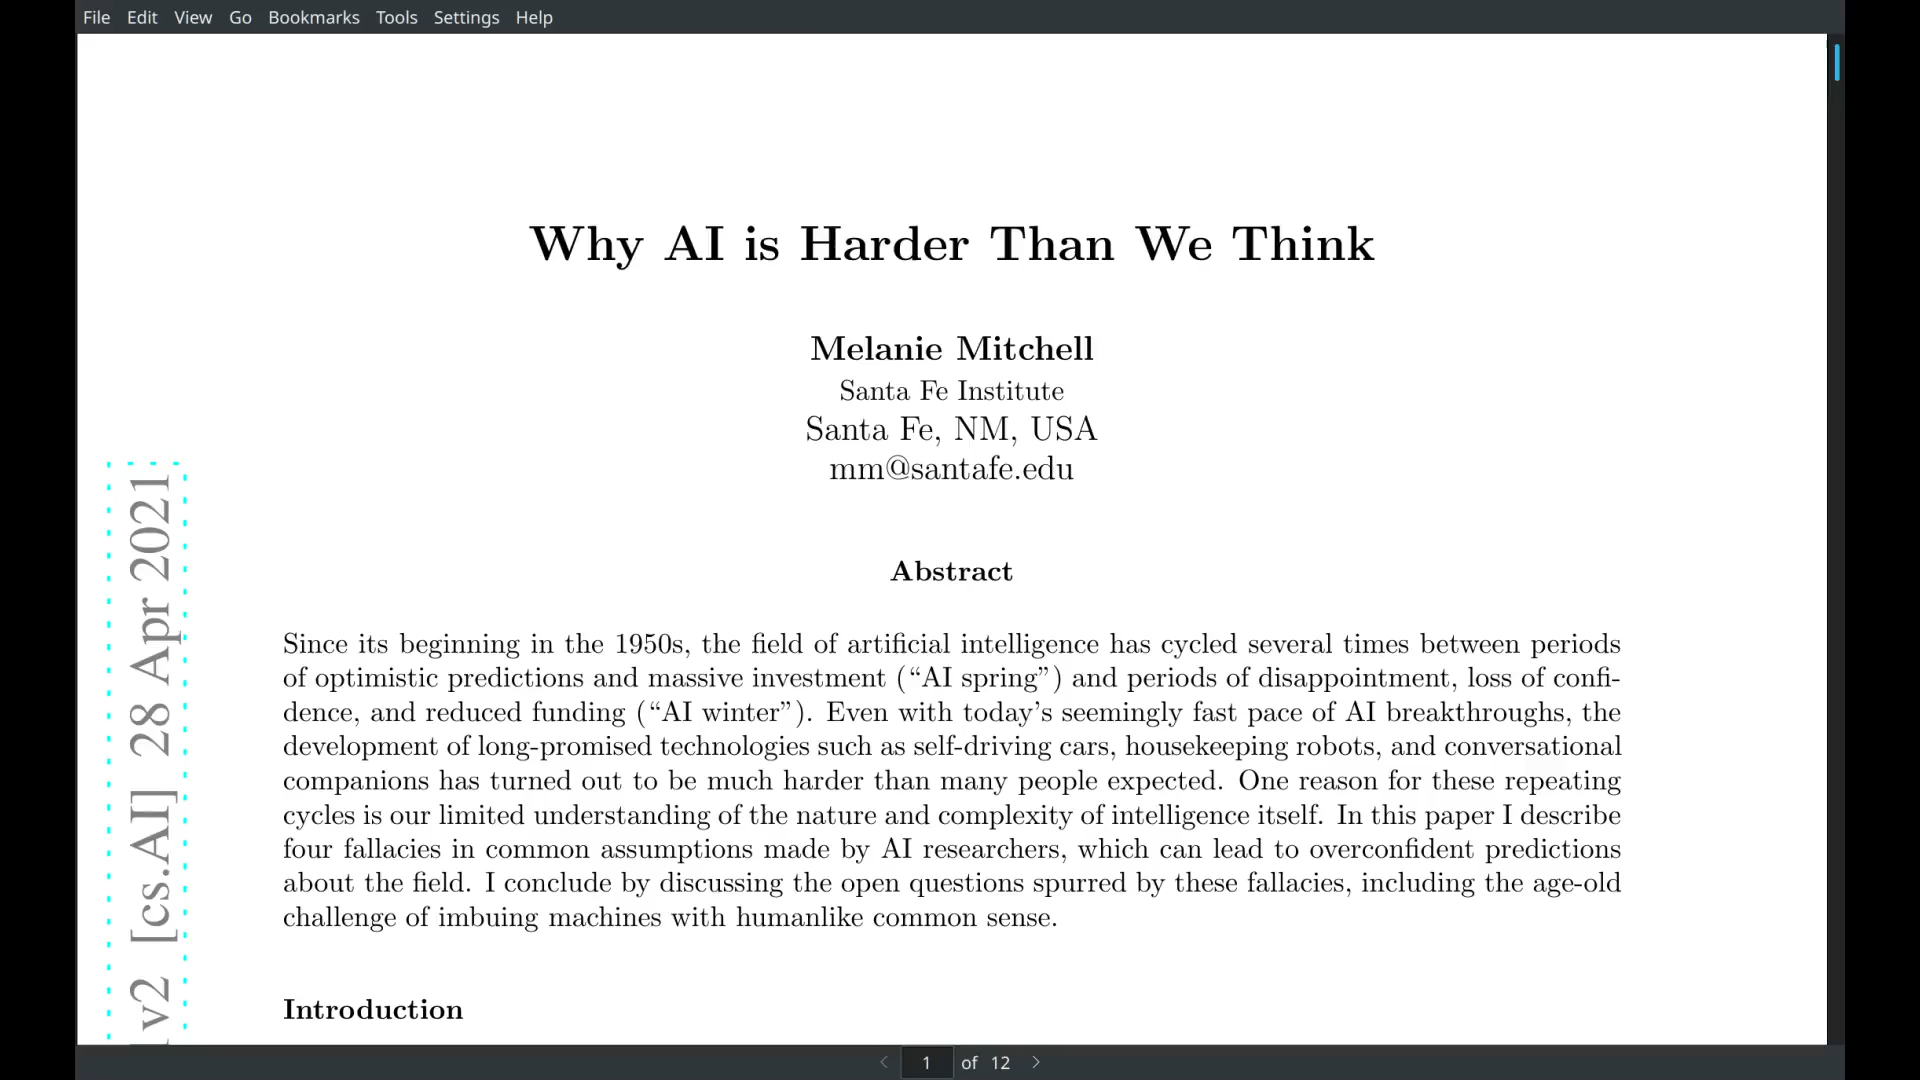 File Edit View Go Bookmarks Tools Settings Help
Why AI is Harder Than We Think
Melanie Mitchell
Santa Fe Institute
Santa Fe, NM, USA
mm@santafe.edu
Abstract
Since its beginning in the 1950s, the field of artificial intelligence has cycled several times between periods
of optimistic predictions and massive investment (“AI spring”) and periods of disappointment, loss of confi-
dence, and reduced funding (“AI winter”). Even with today’s seemingly fast pace of AI breakthroughs, the
development of long-promised technologies such as self-driving cars, housekeeping robots, and conversational
companions has turned out to be much harder than many people expected. One reason for these repeating
cycles is our limited understanding of the nature and complexity of intelligence itself. In this paper I describe
four fallacies in common assumptions made by AI researchers, which can lead to overconfident predictions
about the field. I conclude by discussing the open questions spurred by these fallacies, including the age-old
challenge of imbuing machines with humanlike common sense.
Introduction
v2 [cs.AI] 28 Apr 2021
1 of 12